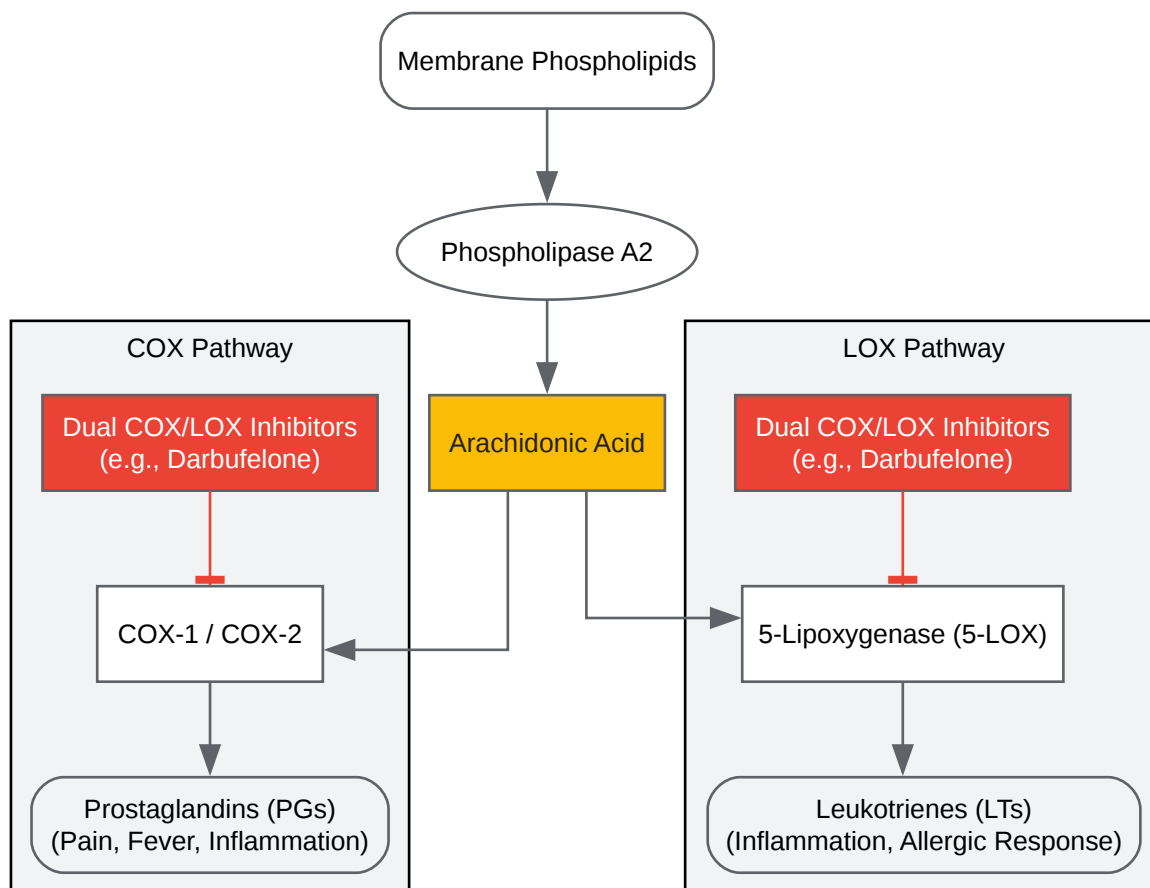 Membrane Phospholipids
Phospholipase A2
COX Pathway
Dual COX/LOX Inhibitors
(e.g., Darbufelone)
Arachidonic Acid
LOX Pathway
Dual COX/LOX Inhibitors
(e.g., Darbufelone)
COX-1 / COX-2
5-Lipoxygenase (5-LOX)
Prostaglandins (PGs)
(Pain, Fever, Inflammation)
Leukotrienes (LTs)
(Inflammation, Allergic Response)